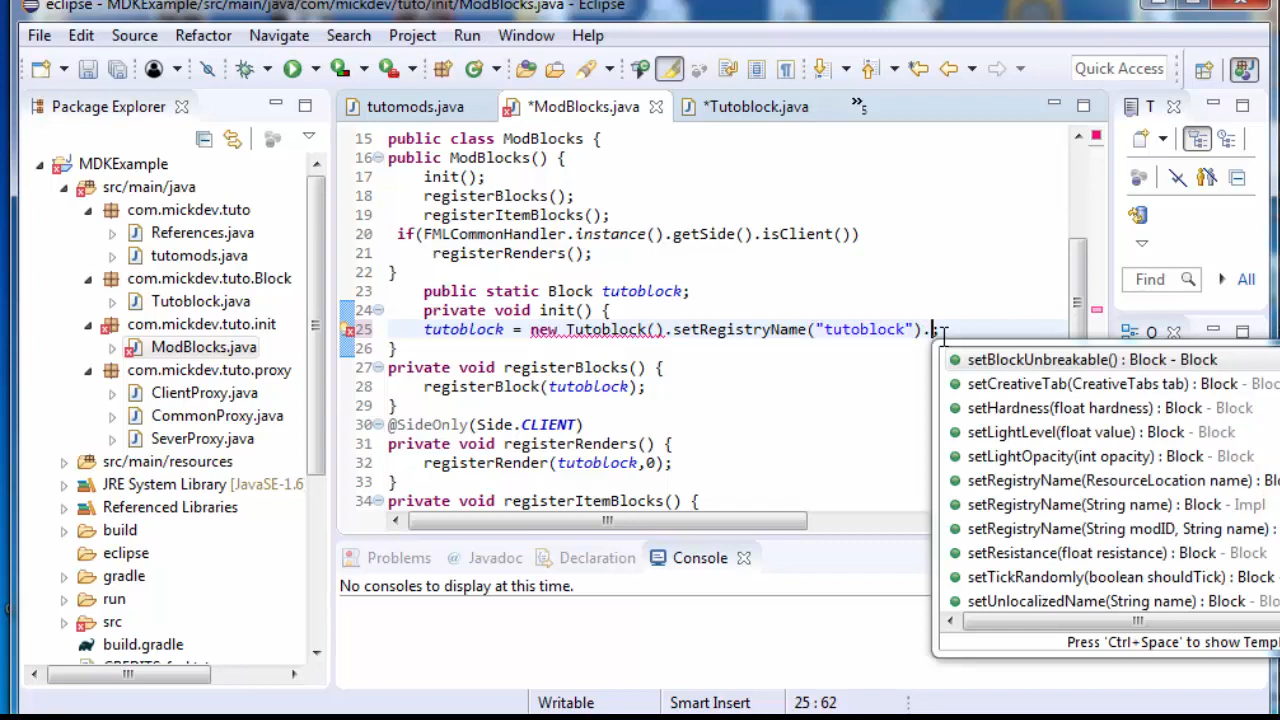 eclipse - MDKExample/src/main/java/com/mickdev/tuto/init/ModBlocks.java - Eclipse
File Edit Source Refactor Navigate Search Project Run Window Help
Quick Access
Package Explorer
tutomods.java
*ModBlocks.java
*Tutoblock.java
»5
T
MDKExample
src/main/java
com.mickdev.tuto
References.java
tutomods.java
com.mickdev.tuto.Block
Tutoblock.java
com.mickdev.tuto.init
ModBlocks.java
com.mickdev.tuto.proxy
ClientProxy.java
CommonProxy.java
SeverProxy.java
src/main/resources
JRE System Library [JavaSE-1.6
Referenced Libraries
build
eclipse
gradle
run
src
build.gradle
15 public class ModBlocks {
16 public ModBlocks() {
17 init();
18 registerBlocks();
19 registerItemBlocks();
20 if(FMLCommonHandler.instance().getSide().isClient())
21 registerRenders();
22 }
23 public static Block tutoblock;
24 private void init() {
25 tutoblock = new Tutoblock().setRegistryName("tutoblock").;
26 }
27 private void registerBlocks() {
28 registerBlock(tutoblock);
29 }
30 @SideOnly(Side.CLIENT)
31 private void registerRenders() {
32 registerRender(tutoblock,0);
33 }
34 private void registerItemBlocks() {
Find
All
O
setBlockUnbreakable() : Block - Block
setCreativeTab(CreativeTabs tab) : Block - Bloc
setHardness(float hardness) : Block - Block
setLightLevel(float value) : Block - Block
setLightOpacity(int opacity) : Block - Block
setRegistryName(ResourceLocation name) : Bl
setRegistryName(String name) : Block - Impl
setRegistryName(String modID, String name) :
setResistance(float resistance) : Block - Block
setTickRandomly(boolean shouldTick) : Block -
setUnlocalizedName(String name) : Block - Blo
Press 'Ctrl+Space' to show Templ
Problems
@ Javadoc
Declaration
Console
No consoles to display at this time.
Writable
Smart Insert
25 : 62